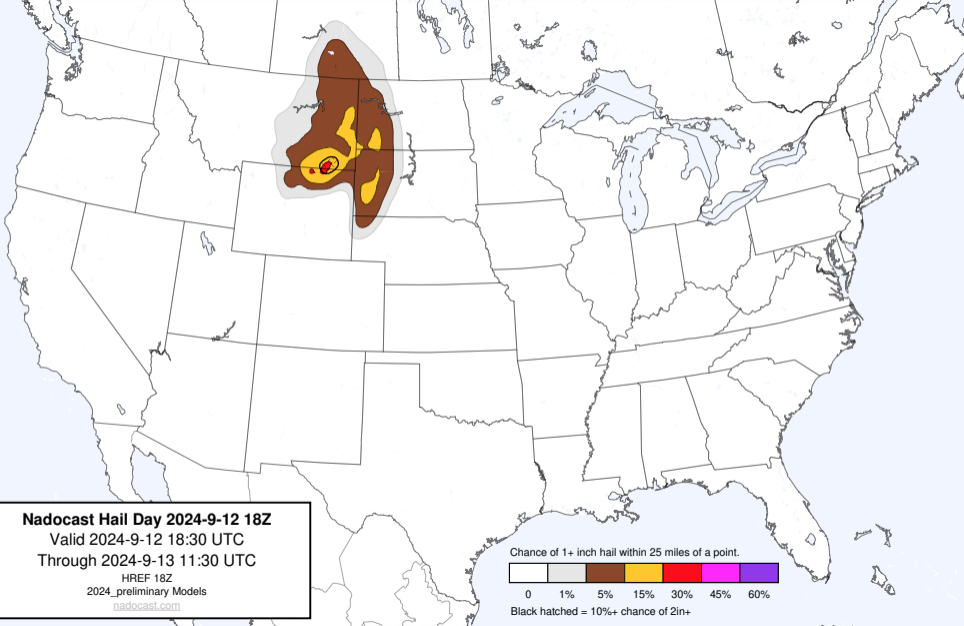 Nadocast Hail Day 2024-9-12 18Z
Valid 2024-9-12 18:30 UTC
Through 2024-9-13 11:30 UTC
HREF 18Z
2024_preliminary Models
nadocast.com
Chance of 1+ inch hail within 25 miles of a point.
0 1% 5% 15% 30% 45% 60%
Black hatched = 10%+ chance of 2in+